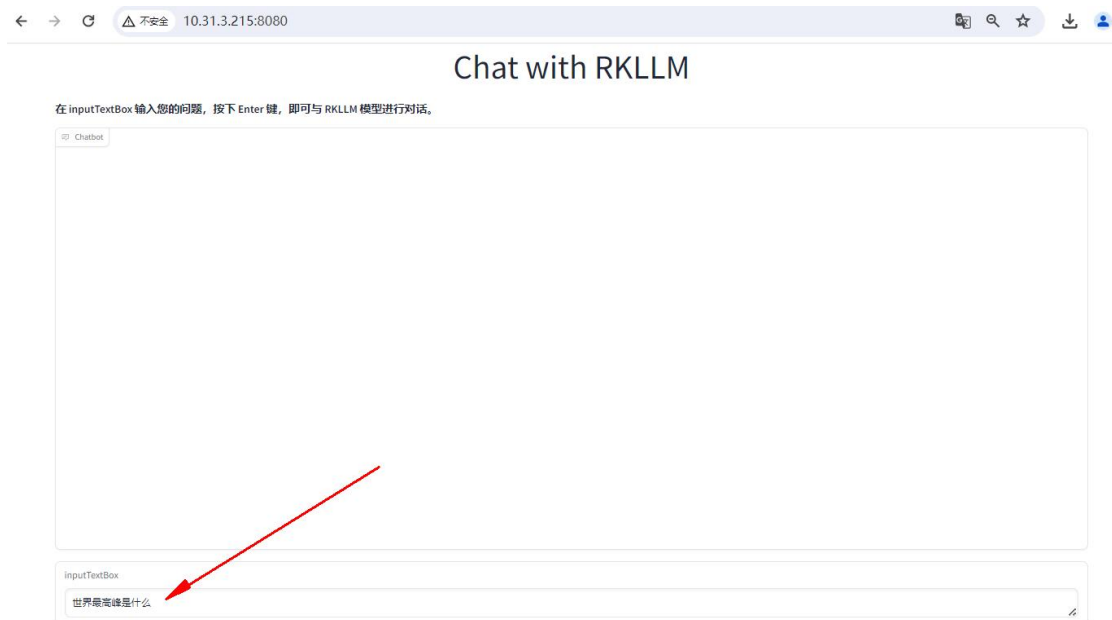 不安全 10.31.3.215:8080
Chat with RKLLM
在 inputTextBox 输入您的问题，按下 Enter 键，即可与 RKLLM 模型进行对话。
Chatbot
inputTextBox
世界最高峰是什么